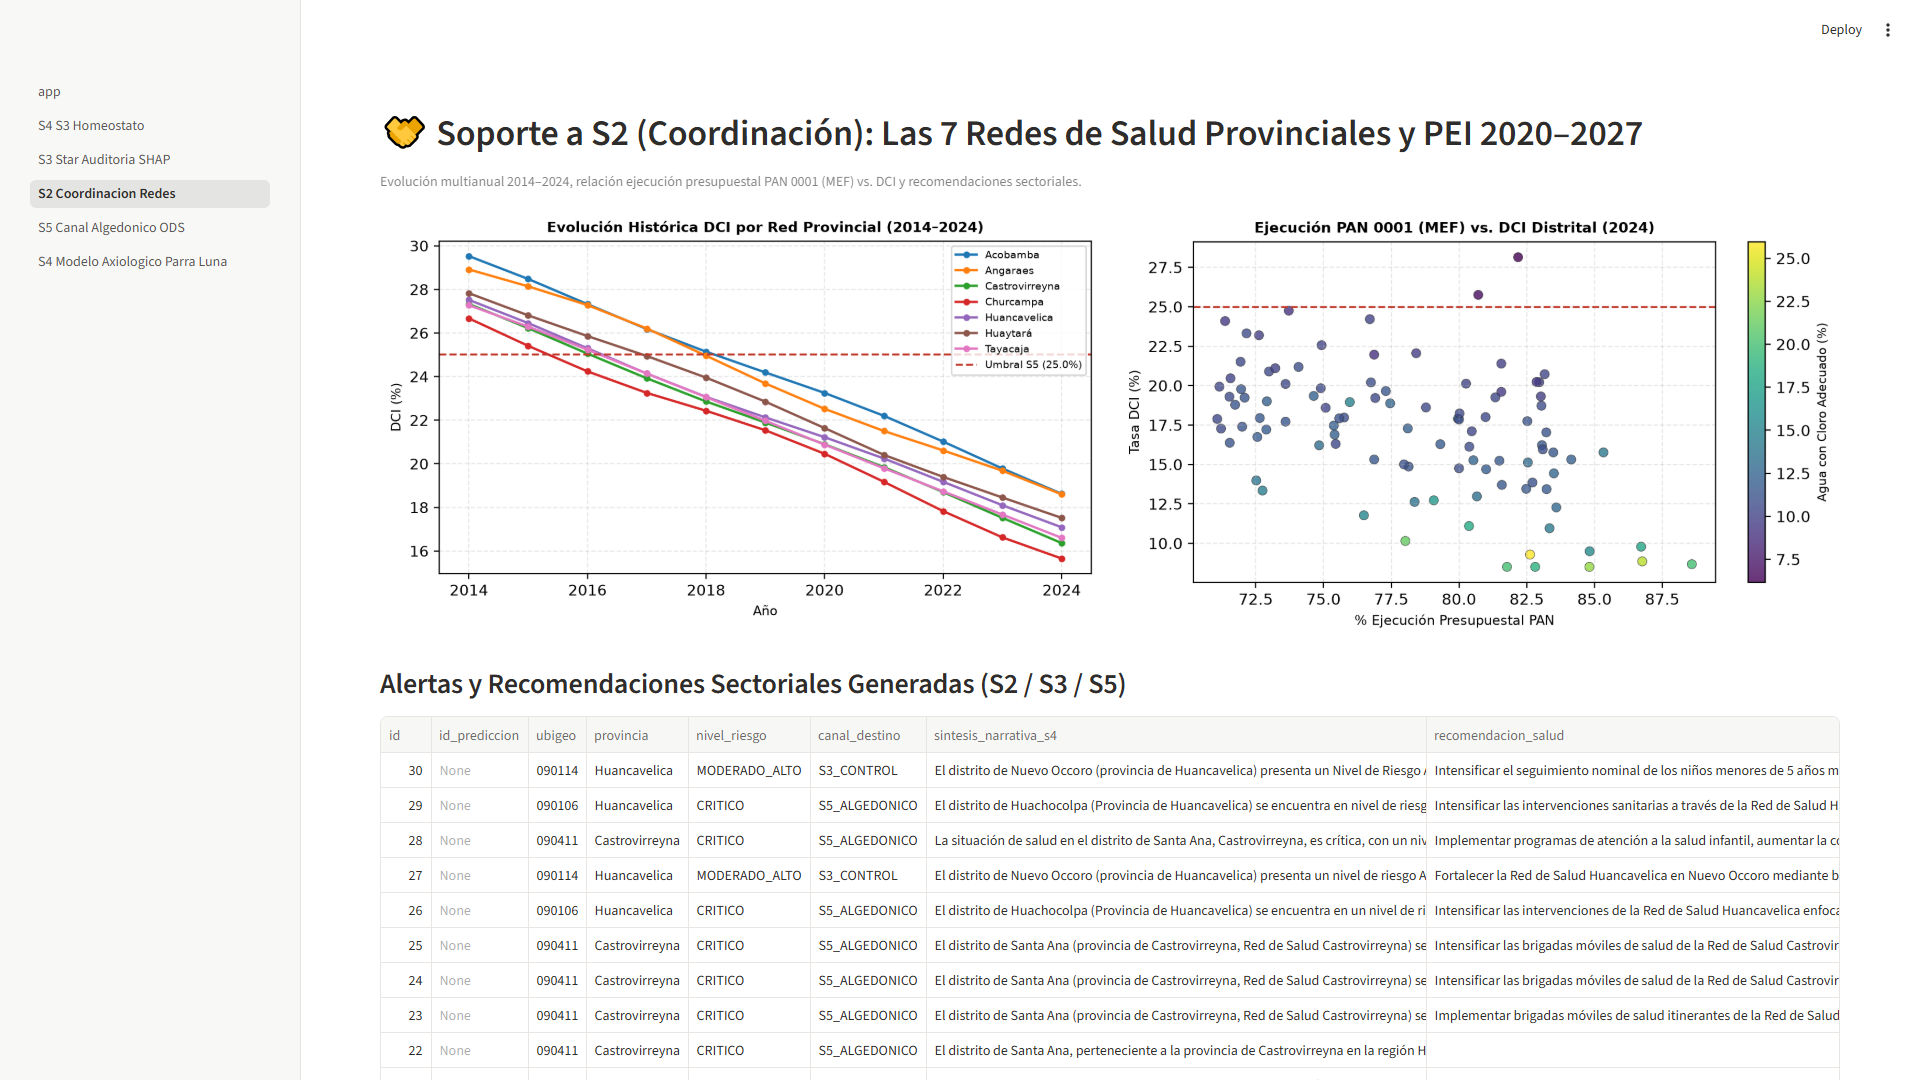 Deploy
app
S4 S3 Homeostato
S3 Star Auditoria SHAP
S2 Coordinacion Redes
S5 Canal Algedonico ODS
S4 Modelo Axiologico Parra Luna
Soporte a S2 (Coordinación): Las 7 Redes de Salud Provinciales y PEI 2020–2027
Evolución multianual 2014–2024, relación ejecución presupuestal PAN 0001 (MEF) vs. DCI y recomendaciones sectoriales.
Evolución Histórica DCI por Red Provincial (2014–2024)
30
28
26
24
22
20
18
16
DCI (%)
2014 2016 2018 2020 2022 2024
Año
Acobamba
Angaraes
Castrovirreyna
Churcampa
Huancavelica
Huaytará
Tayacaja
Umbral S5 (25.0%)
Ejecución PAN 0001 (MEF) vs. DCI Distrital (2024)
27.5
25.0
22.5
20.0
17.5
15.0
12.5
10.0
Tasa DCI (%)
72.5 75.0 77.5 80.0 82.5 85.0 87.5
% Ejecución Presupuestal PAN
25.0
22.5
20.0
17.5
15.0
12.5
10.0
7.5
Agua con Cloro Adecuado (%)
Alertas y Recomendaciones Sectoriales Generadas (S2 / S3 / S5)
id id_prediccion ubigeo provincia nivel_riesgo canal_destino sintesis_narrativa_s4 recomendacion_salud
30 None 090114 Huancavelica MODERADO_ALTO S3_CONTROL El distrito de Nuevo Occoro (provincia de Huancavelica) presenta un Nivel de Riesgo Intensificar el seguimiento nominal de los niños menores de 5 años m
29 None 090106 Huancavelica CRITICO S5_ALGEDONICO El distrito de Huachocolpa (Provincia de Huancavelica) se encuentra en nivel de riesg Intensificar las intervenciones sanitarias a través de la Red de Salud H
28 None 090411 Castrovirreyna CRITICO S5_ALGEDONICO La situación de salud en el distrito de Santa Ana, Castrovirreyna, es crítica, con un niv Implementar programas de atención a la salud infantil, aumentar la co
27 None 090114 Huancavelica MODERADO_ALTO S3_CONTROL El distrito de Nuevo Occoro (provincia de Huancavelica) presenta un nivel de riesgo A Fortalecer la Red de Salud Huancavelica en Nuevo Occoro mediante b
26 None 090106 Huancavelica CRITICO S5_ALGEDONICO El distrito de Huachocolpa (Provincia de Huancavelica) se encuentra en un nivel de ri Intensificar las intervenciones de la Red de Salud Huancavelica enfoca
25 None 090411 Castrovirreyna CRITICO S5_ALGEDONICO El distrito de Santa Ana (provincia de Castrovirreyna, Red de Salud Castrovirreyna) se Intensificar las brigadas móviles de salud de la Red de Salud Castrovir
24 None 090411 Castrovirreyna CRITICO S5_ALGEDONICO El distrito de Santa Ana (provincia de Castrovirreyna, Red de Salud Castrovirreyna) se Intensificar las brigadas móviles de salud de la Red de Salud Castrovir
23 None 090411 Castrovirreyna CRITICO S5_ALGEDONICO El distrito de Santa Ana (provincia de Castrovirreyna, Red de Salud Castrovirreyna) se Implementar brigadas móviles de salud itinerantes de la Red de Salud
22 None 090411 Castrovirreyna CRITICO S5_ALGEDONICO El distrito de Santa Ana, perteneciente a la provincia de Castrovirreyna en la región H